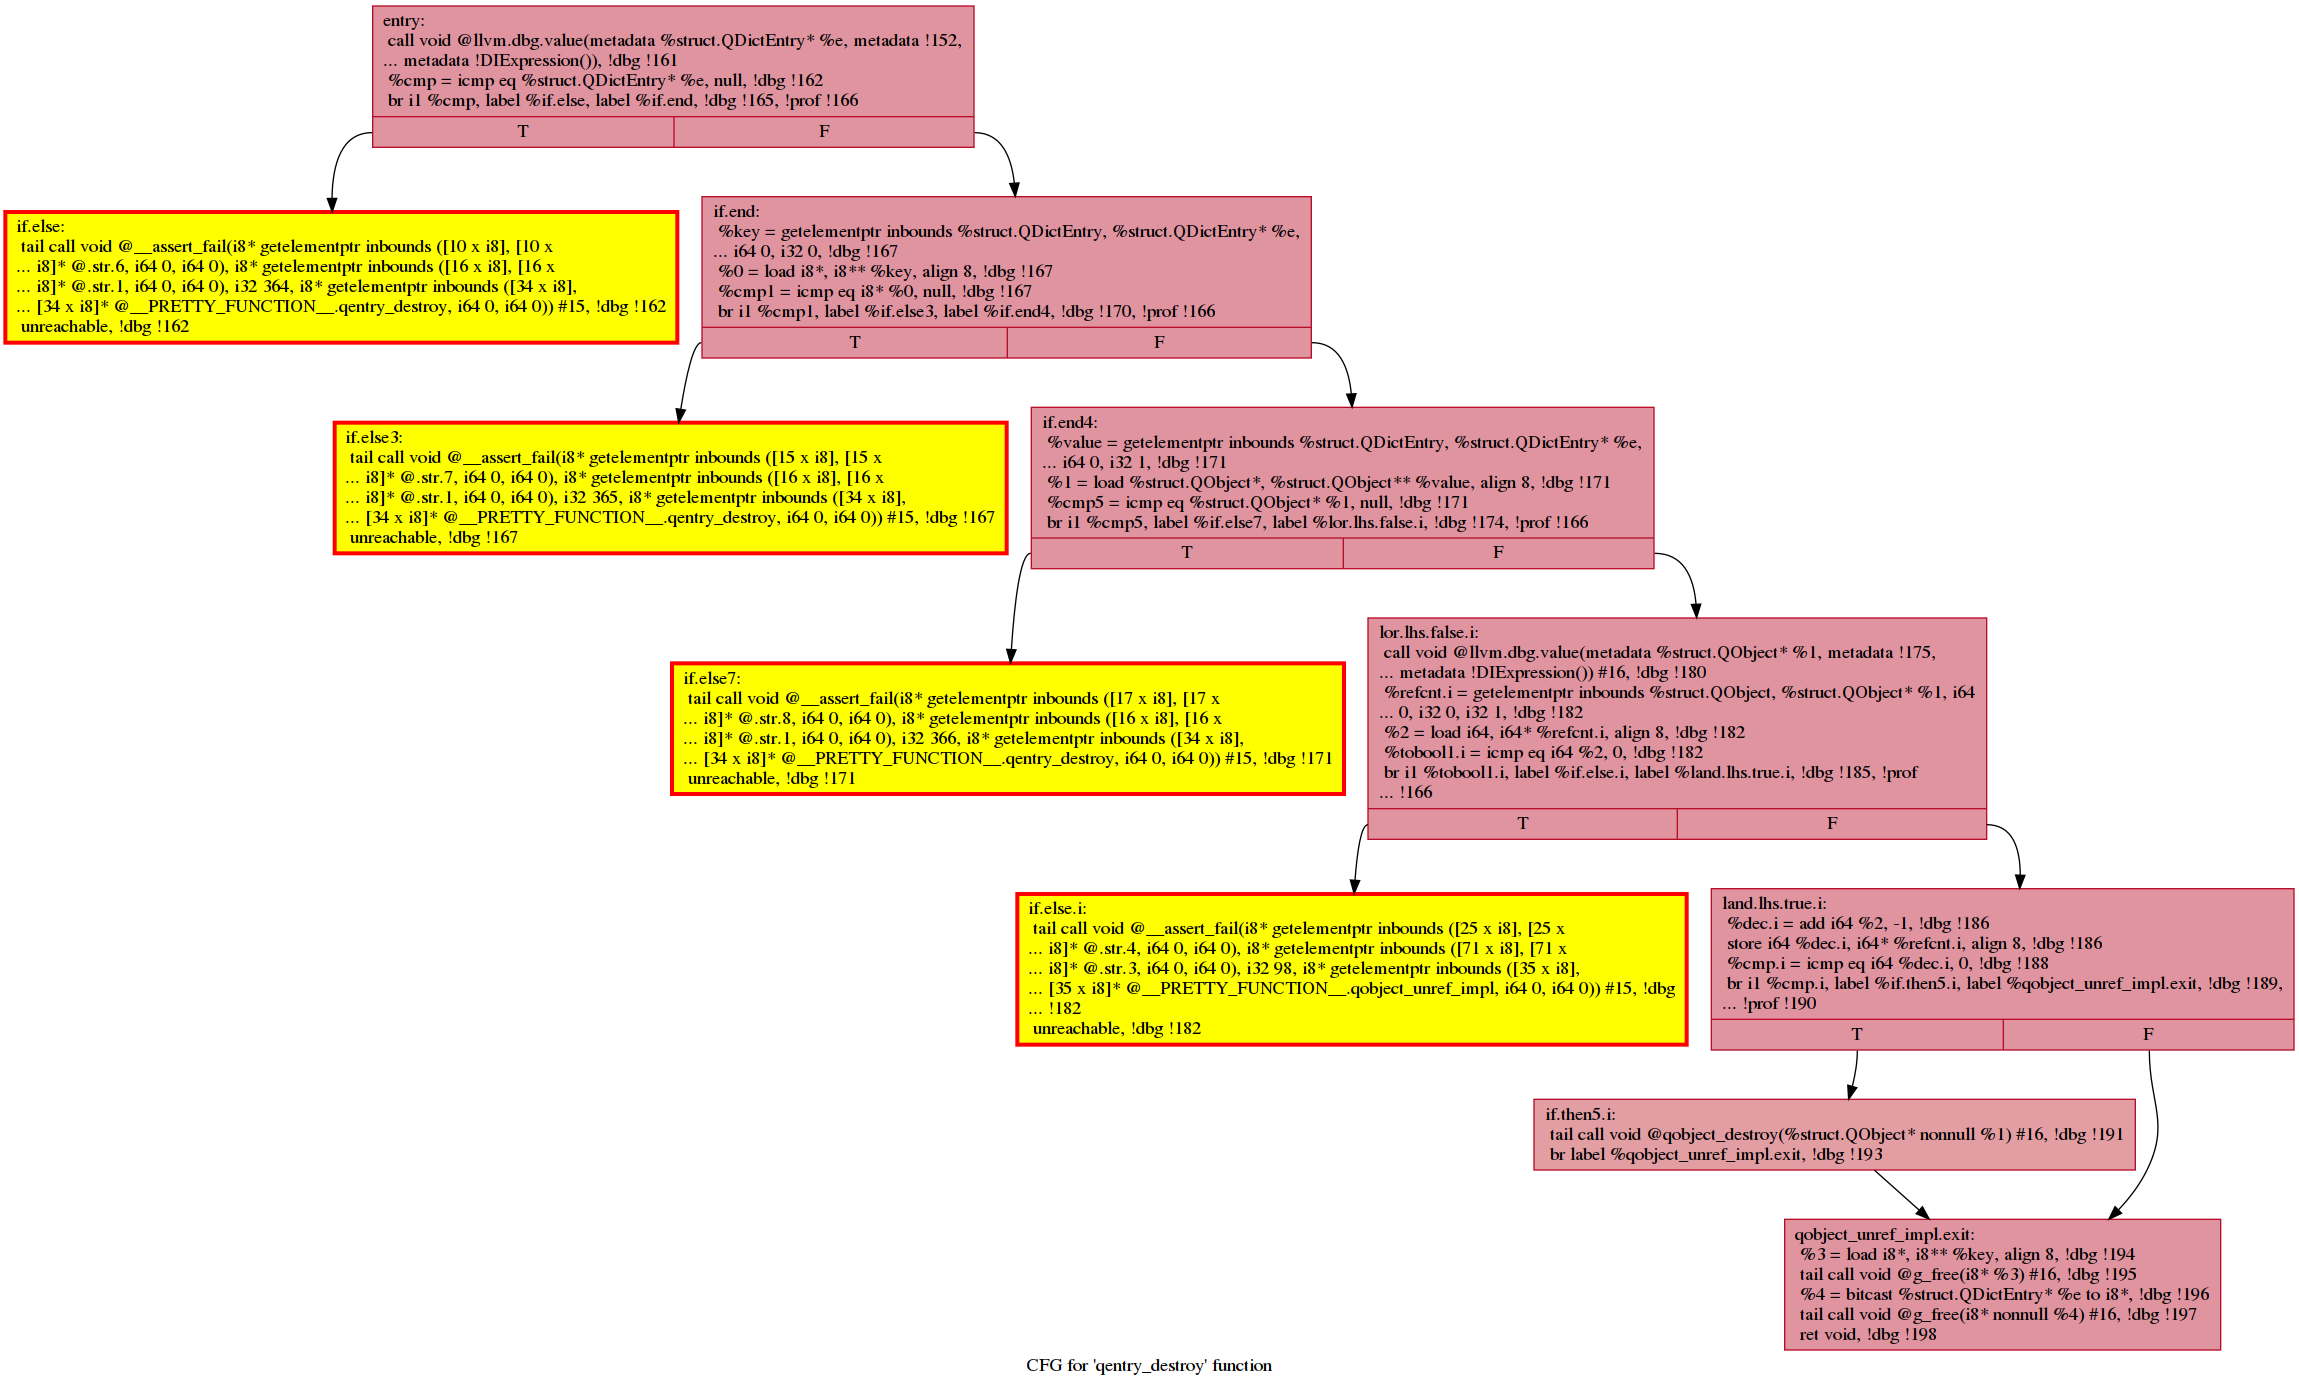 entry:
call void @llvm.dbg.value(metadata %struct.QDictEntry* %e, metadata !152,
... metadata !DIExpression()), !dbg !161
%cmp = icmp eq %struct.QDictEntry* %e, null, !dbg !162
br i1 %cmp, label %if.else, label %if.end, !dbg !165, !prof !166
T F
if.else:
tail call void @__assert_fail(i8* getelementptr inbounds ([10 x i8], [10 x
... i8]* @.str.6, i64 0, i64 0), i8* getelementptr inbounds ([16 x i8], [16 x
... i8]* @.str.1, i64 0, i64 0), i32 364, i8* getelementptr inbounds ([34 x i8],
... [34 x i8]* @__PRETTY_FUNCTION__.qentry_destroy, i64 0, i64 0)) #15, !dbg !162
unreachable, !dbg !162
if.end:
%key = getelementptr inbounds %struct.QDictEntry, %struct.QDictEntry* %e,
... i64 0, i32 0, !dbg !167
%0 = load i8*, i8** %key, align 8, !dbg !167
%cmp1 = icmp eq i8* %0, null, !dbg !167
br i1 %cmp1, label %if.else3, label %if.end4, !dbg !170, !prof !166
T F
if.else3:
tail call void @__assert_fail(i8* getelementptr inbounds ([15 x i8], [15 x
... i8]* @.str.7, i64 0, i64 0), i8* getelementptr inbounds ([16 x i8], [16 x
... i8]* @.str.1, i64 0, i64 0), i32 365, i8* getelementptr inbounds ([34 x i8],
... [34 x i8]* @__PRETTY_FUNCTION__.qentry_destroy, i64 0, i64 0)) #15, !dbg !167
unreachable, !dbg !167
if.end4:
%value = getelementptr inbounds %struct.QDictEntry, %struct.QDictEntry* %e,
... i64 0, i32 1, !dbg !171
%1 = load %struct.QObject*, %struct.QObject** %value, align 8, !dbg !171
%cmp5 = icmp eq %struct.QObject* %1, null, !dbg !171
br i1 %cmp5, label %if.else7, label %lor.lhs.false.i, !dbg !174, !prof !166
T F
if.else7:
tail call void @__assert_fail(i8* getelementptr inbounds ([17 x i8], [17 x
... i8]* @.str.8, i64 0, i64 0), i8* getelementptr inbounds ([16 x i8], [16 x
... i8]* @.str.1, i64 0, i64 0), i32 366, i8* getelementptr inbounds ([34 x i8],
... [34 x i8]* @__PRETTY_FUNCTION__.qentry_destroy, i64 0, i64 0)) #15, !dbg !171
unreachable, !dbg !171
lor.lhs.false.i:
call void @llvm.dbg.value(metadata %struct.QObject* %1, metadata !175,
... metadata !DIExpression()) #16, !dbg !180
%refcnt.i = getelementptr inbounds %struct.QObject, %struct.QObject* %1, i64
... 0, i32 0, i32 1, !dbg !182
%2 = load i64, i64* %refcnt.i, align 8, !dbg !182
%tobool1.i = icmp eq i64 %2, 0, !dbg !182
br i1 %tobool1.i, label %if.else.i, label %land.lhs.true.i, !dbg !185, !prof
... !166
T F
if.else.i:
tail call void @__assert_fail(i8* getelementptr inbounds ([25 x i8], [25 x
... i8]* @.str.4, i64 0, i64 0), i8* getelementptr inbounds ([71 x i8], [71 x
... i8]* @.str.3, i64 0, i64 0), i32 98, i8* getelementptr inbounds ([35 x i8],
... [35 x i8]* @__PRETTY_FUNCTION__.qobject_unref_impl, i64 0, i64 0)) #15, !dbg
... !182
unreachable, !dbg !182
land.lhs.true.i:
%dec.i = add i64 %2, -1, !dbg !186
store i64 %dec.i, i64* %refcnt.i, align 8, !dbg !186
%cmp.i = icmp eq i64 %dec.i, 0, !dbg !188
br i1 %cmp.i, label %if.then5.i, label %qobject_unref_impl.exit, !dbg !189,
... !prof !190
T F
if.then5.i:
tail call void @qobject_destroy(%struct.QObject* nonnull %1) #16, !dbg !191
br label %qobject_unref_impl.exit, !dbg !193
qobject_unref_impl.exit:
%3 = load i8*, i8** %key, align 8, !dbg !194
tail call void @g_free(i8* %3) #16, !dbg !195
%4 = bitcast %struct.QDictEntry* %e to i8*, !dbg !196
tail call void @g_free(i8* nonnull %4) #16, !dbg !197
ret void, !dbg !198
CFG for 'qentry_destroy' function